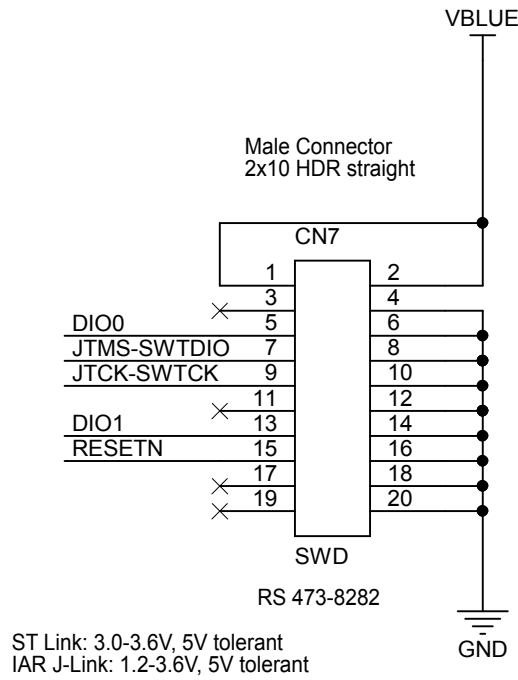 VBLUE
Male Connector
2x10 HDR straight
CN7
1 2
3 4
DIO0 5 6
JTMS-SWTDIO 7 8
JTCK-SWTCK 9 10
11 12
DIO1 13 14
RESETN 15 16
17 18
19 20
SWD
RS 473-8282
GND
ST Link: 3.0-3.6V, 5V tolerant
IAR J-Link: 1.2-3.6V, 5V tolerant